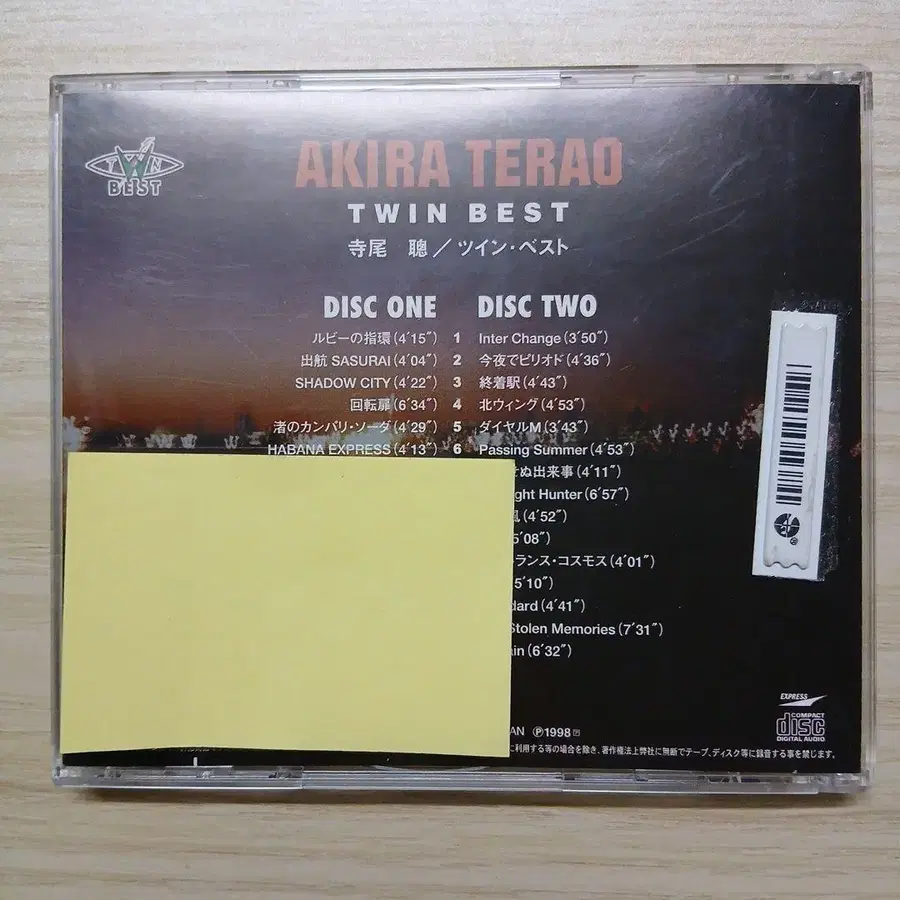 TWIN
BEST
AKIRA TERAO
TWIN BEST
寺尾 聰／ツイン・ベスト
DISC ONE DISC TWO
ルビーの指環(4′15″) 1 Inter Change(3′50″)
出航 SASURAI(4′04″) 2 今夜でピリオド(4′36″)
SHADOW CITY(4′22″) 3 終着駅(4′43″)
回転扉(6′34″) 4 北ウィング(4′53″)
渚のカンパリ・ソーダ(4′29″) 5 ダイヤルM(3′43″)
HABANA EXPRESS(4′13″) 6 Passing Summer(4′53″)
せぬ出来事(4′11″)
ght Hunter(6′57″)
風(4′52″)
5′08″)
ランス・コスモス(4′01″)
5′10″)
dard(4′41″)
Stolen Memories(7′31″)
ain(6′32″)
EXPRESS
COMPACT
disc
DIGITAL AUDIO
AN Ⓟ1998
に利用する等の場合を除き、著作権法上弊社に無断でテープ、ディスク等に録音する事を禁じます。